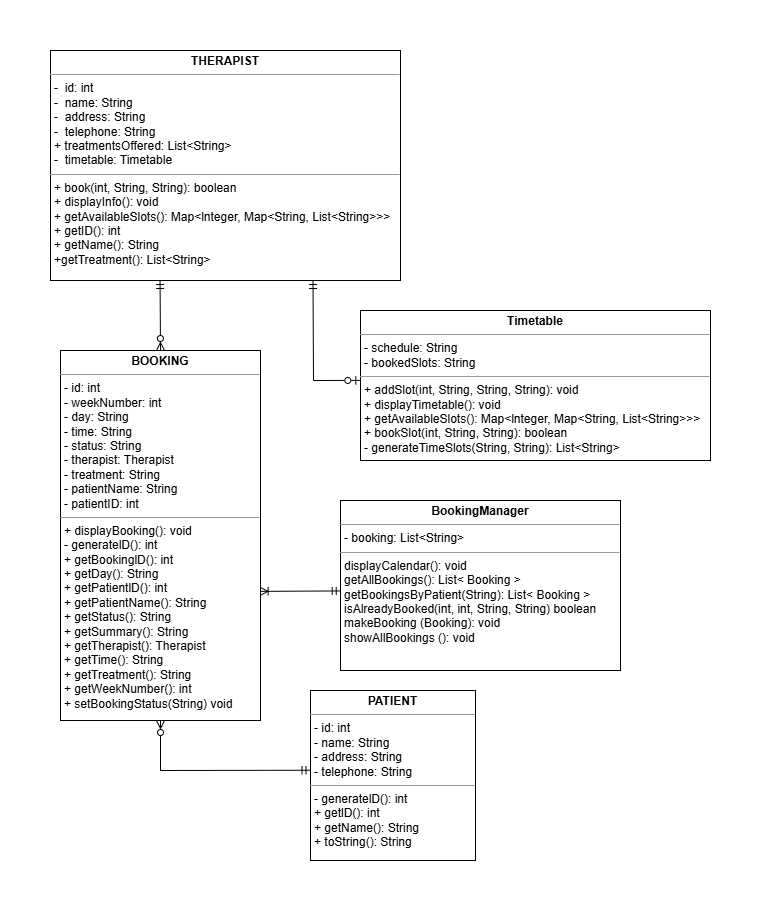 THERAPIST
- id: int
- name: String
- address: String
- telephone: String
+ treatmentsOffered: List<String>
- timetable: Timetable
+ book(int, String, String): boolean
+ displayInfo(): void
+ getAvailableSlots(): Map<Integer, Map<String, List<String>>>
+ getID(): int
+ getName(): String
+getTreatment(): List<String>
Timetable
- schedule: String
- bookedSlots: String
+ addSlot(int, String, String, String): void
+ displayTimetable(): void
+ getAvailableSlots(): Map<Integer, Map<String, List<String>>>
+ bookSlot(int, String, String): boolean
- generateTimeSlots(String, String): List<String>
BOOKING
- id: int
- weekNumber: int
- day: String
- time: String
- status: String
- therapist: Therapist
- treatment: String
- patientName: String
- patientID: int
+ displayBooking(): void
- generateID(): int
+ getBookingID(): int
+ getDay(): String
+ getPatientID(): int
+ getPatientName(): String
+ getStatus(): String
+ getSummary(): String
+ getTherapist(): Therapist
+ getTime(): String
+ getTreatment(): String
+ getWeekNumber(): int
+ setBookingStatus(String) void
BookingManager
- booking: List<String>
displayCalendar(): void
getAllBookings(): List< Booking >
getBookingsByPatient(String): List< Booking >
isAlreadyBooked(int, int, String, String) boolean
makeBooking (Booking): void
showAllBookings (): void
PATIENT
- id: int
- name: String
- address: String
- telephone: String
- generateID(): int
+ getID(): int
+ getName(): String
+ toString(): String